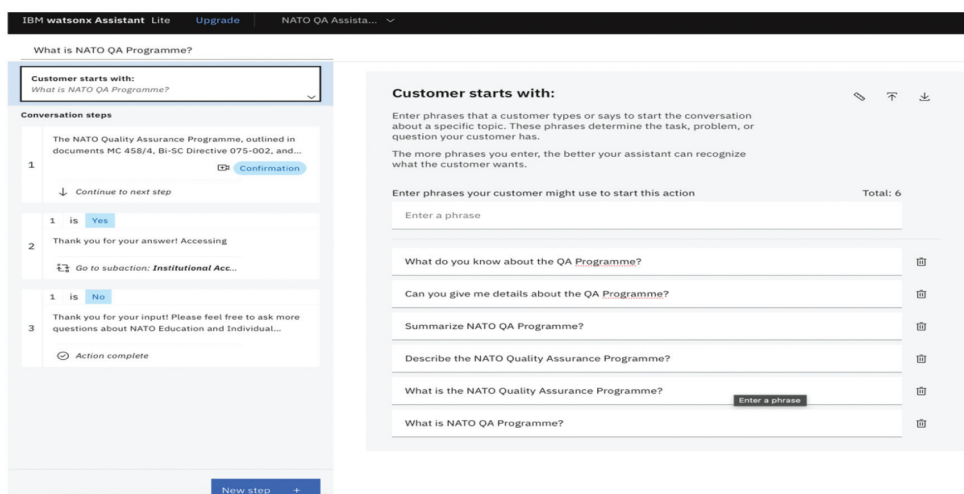 IBM watsonx Assistant Lite Upgrade NATO QA Assista...
What is NATO QA Programme?
Customer starts with:
What is NATO QA Programme?
Conversation steps
1
The NATO Quality Assurance Programme, outlined in
documents MC 458/4, Bi-SC Directive 075-002, and...
Confirmation
Continue to next step
1 is Yes
2
Thank you for your answer! Accessing
Go to subaction: Institutional Acc...
1 is No
3
Thank you for your input! Please feel free to ask more
questions about NATO Education and Individual...
Action complete
New step +
Customer starts with:
Enter phrases that a customer types or says to start the conversation
about a specific topic. These phrases determine the task, problem, or
question your customer has.
The more phrases you enter, the better your assistant can recognize
what the customer wants.
Enter phrases your customer might use to start this action Total: 6
Enter a phrase
What do you know about the QA Programme?
Can you give me details about the QA Programme?
Summarize NATO QA Programme?
Describe the NATO Quality Assurance Programme?
What is the NATO Quality Assurance Programme?
Enter a phrase
What is NATO QA Programme?